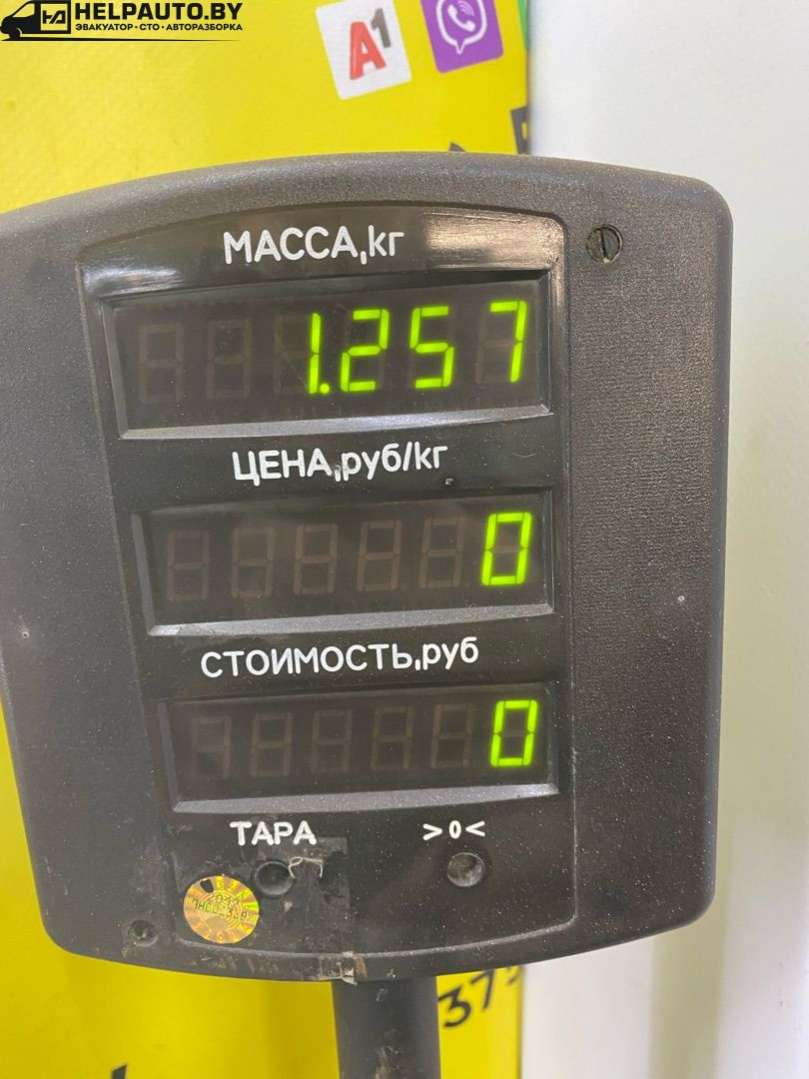 HELPAUTO.BY
ЭВАКУАТОР•СТО•АВТОРАЗБОРКА
A1
МАССА,кг
1.257
ЦЕНА,руб/кг
0
СТОИМОСТЬ,руб
0
ТАРА >0<
375